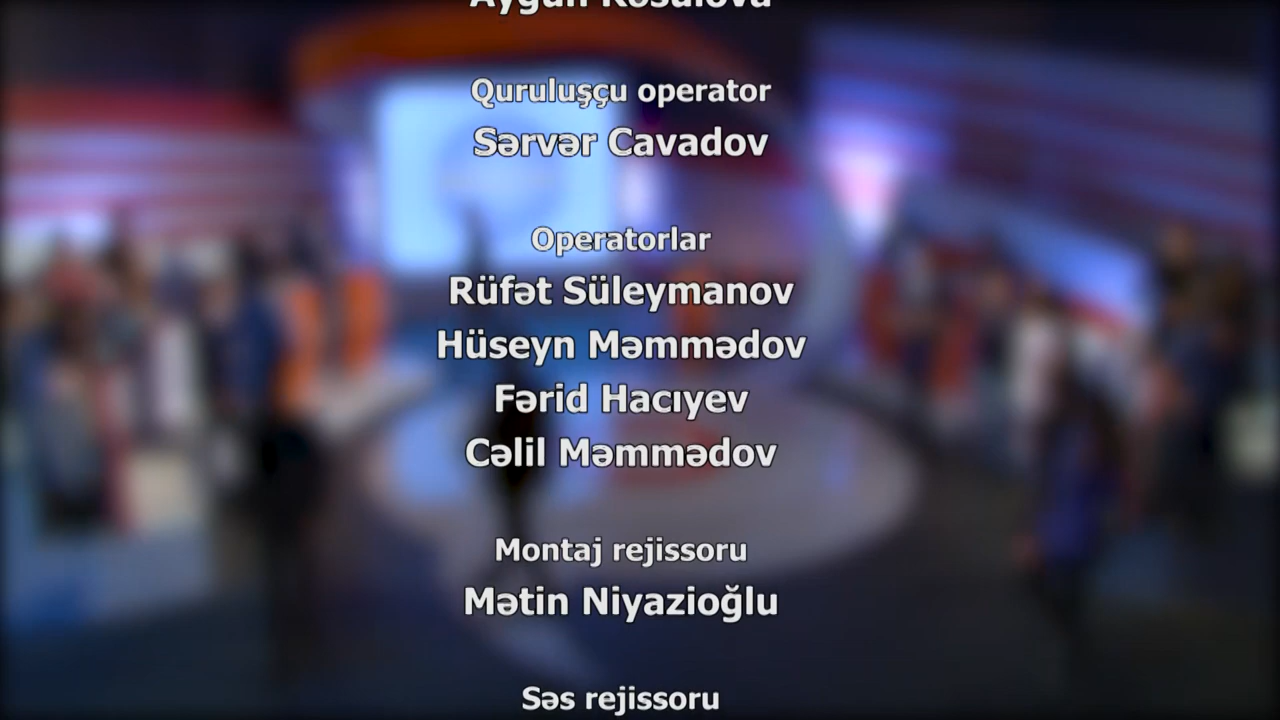 Quruluşçu operator
Sərvər Cavadov
Operatorlar
Rüfət Süleymanov
Hüseyn Məmmədov
Fərid Hacıyev
Cəlil Məmmədov
Montaj rejissoru
Mətin Niyazioğlu
Səs rejissoru